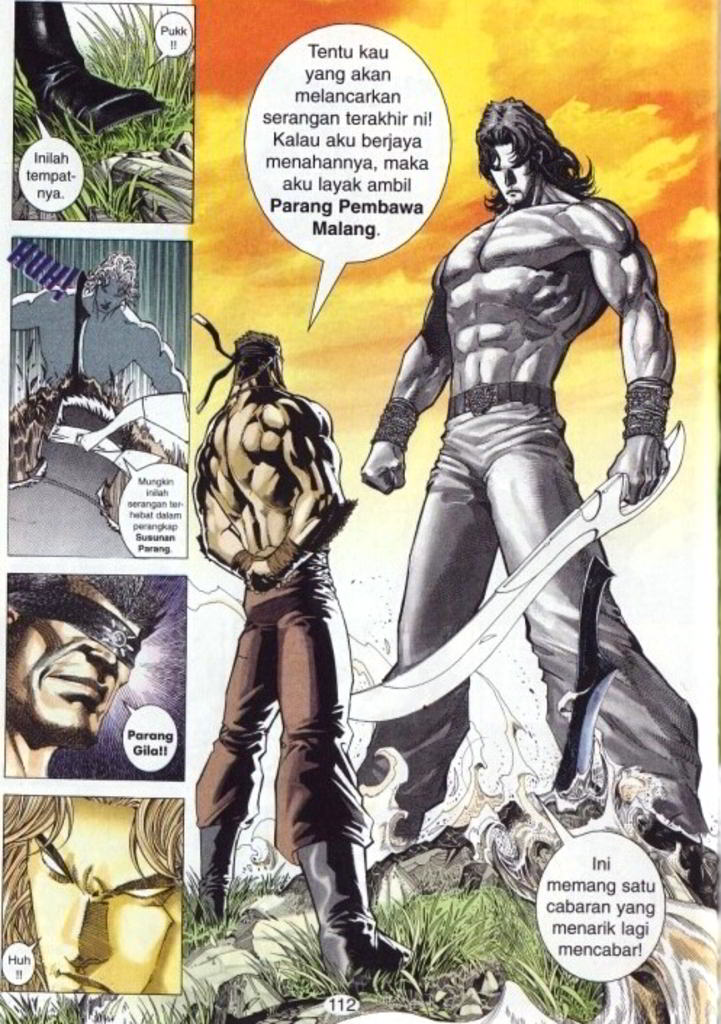 Pukk
!!
Inilah
tempat-
nya.
HUH!
Mungkin
inilah
serangan ter-
hebat dalam
perangkap
Susunan
Parang.
Parang
Gila!!
Huh
!!
Tentu kau
yang akan
melancarkan
serangan terakhir ni!
Kalau aku berjaya
menahannya, maka
aku layak ambil
Parang Pembawa
Malang.
Ini
memang satu
cabaran yang
menarik lagi
mencabar!
112